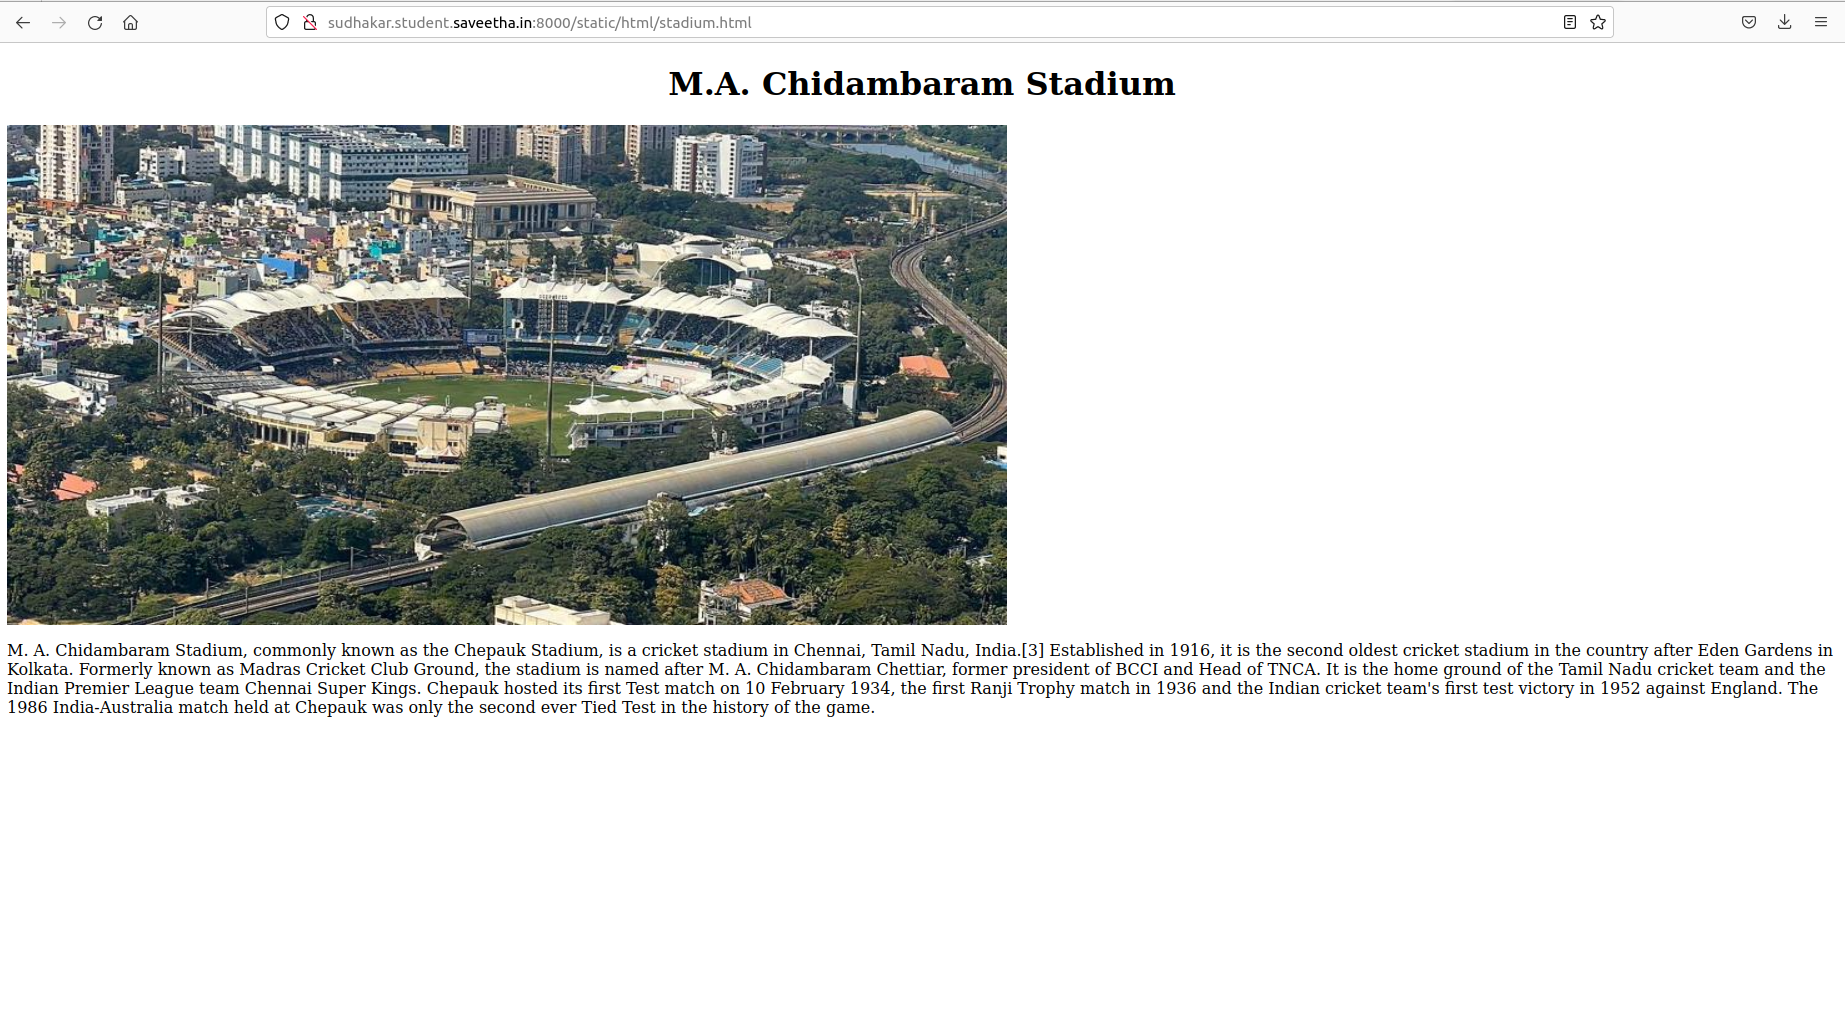 sudhakar.student.saveetha.in:8000/static/html/stadium.html
M.A. Chidambaram Stadium
M. A. Chidambaram Stadium, commonly known as the Chepauk Stadium, is a cricket stadium in Chennai, Tamil Nadu, India.[3] Established in 1916, it is the second oldest cricket stadium in the country after Eden Gardens in
Kolkata. Formerly known as Madras Cricket Club Ground, the stadium is named after M. A. Chidambaram Chettiar, former president of BCCI and Head of TNCA. It is the home ground of the Tamil Nadu cricket team and the
Indian Premier League team Chennai Super Kings. Chepauk hosted its first Test match on 10 February 1934, the first Ranji Trophy match in 1936 and the Indian cricket team's first test victory in 1952 against England. The
1986 India-Australia match held at Chepauk was only the second ever Tied Test in the history of the game.